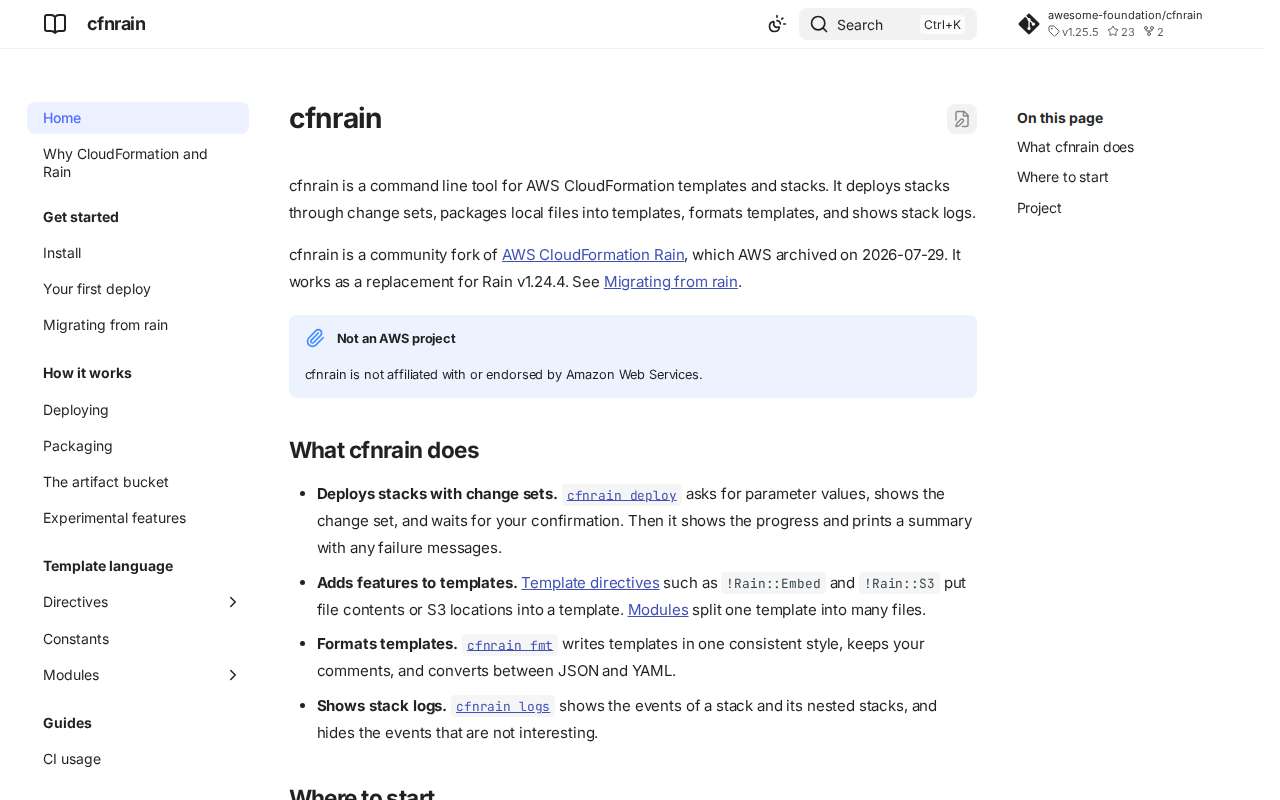 cfnrain
Search
Ctrl+K
awesome-foundation/cfnrain
v1.25.5
23
2
Home
Why CloudFormation and
Rain
Get started
Install
Your first deploy
Migrating from rain
How it works
Deploying
Packaging
The artifact bucket
Experimental features
Template language
Directives
Constants
Modules
Guides
CI usage
cfnrain
cfnrain is a command line tool for AWS CloudFormation templates and stacks. It deploys stacks
through change sets, packages local files into templates, formats templates, and shows stack logs.
cfnrain is a community fork of AWS CloudFormation Rain, which AWS archived on 2026-07-29. It
works as a replacement for Rain v1.24.4. See Migrating from rain.
Not an AWS project
cfnrain is not affiliated with or endorsed by Amazon Web Services.
What cfnrain does
Deploys stacks with change sets. cfnrain deploy asks for parameter values, shows the
change set, and waits for your confirmation. Then it shows the progress and prints a summary
with any failure messages.
Adds features to templates. Template directives such as !Rain::Embed and !Rain::S3 put
file contents or S3 locations into a template. Modules split one template into many files.
Formats templates. cfnrain fmt writes templates in one consistent style, keeps your
comments, and converts between JSON and YAML.
Shows stack logs. cfnrain logs shows the events of a stack and its nested stacks, and
hides the events that are not interesting.
Where to start
On this page
What cfnrain does
Where to start
Project